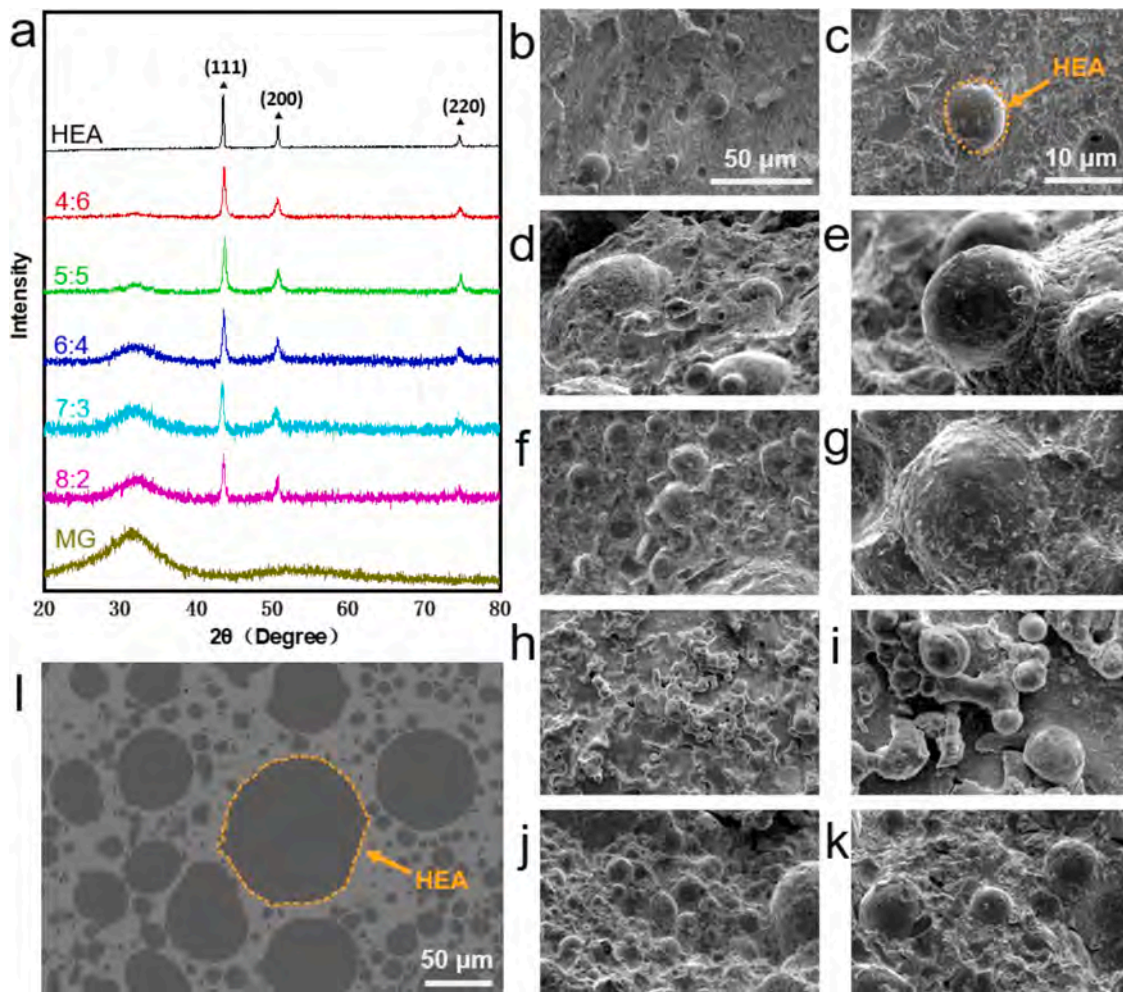 a
(111)
(200)
(220)
HEA
4:6
5:5
6:4
7:3
8:2
MG
Intensity
20 30 40 50 60 70 80
2θ（Degree）
b
50 μm
c
HEA
10 μm
d
e
f
g
h
i
j
k
l
HEA
50 μm